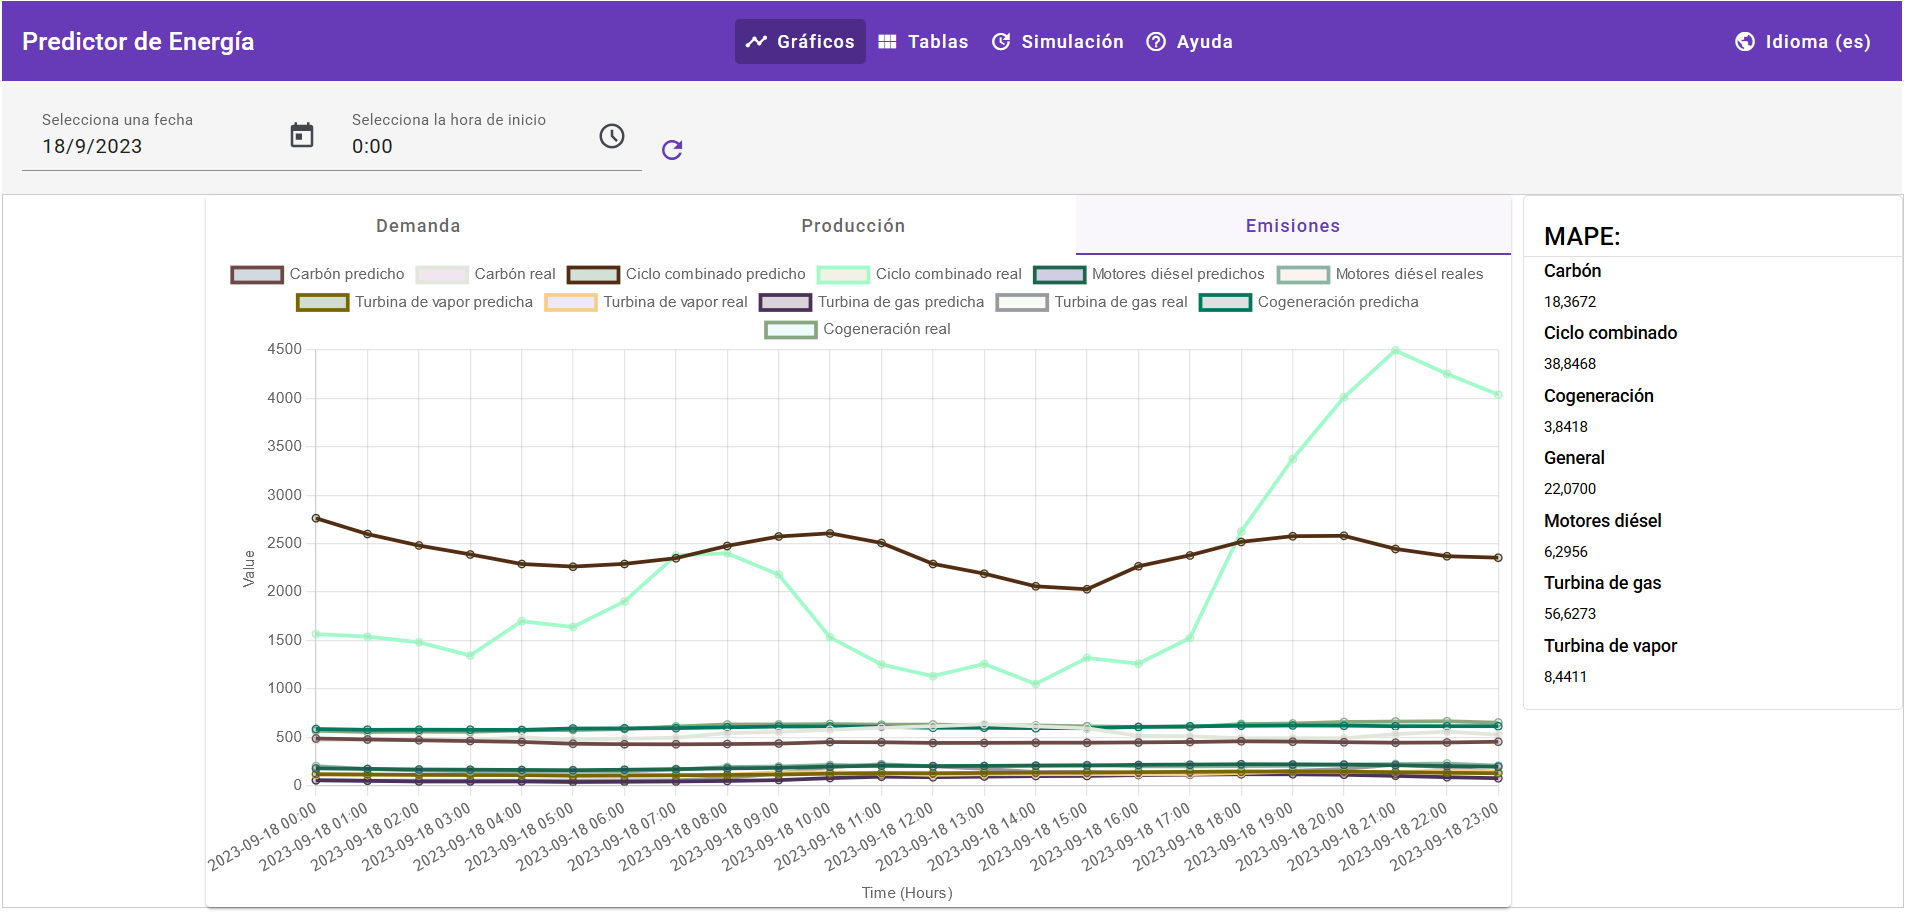 Predictor de Energía
Gráficos Tablas Simulación Ayuda
Idioma (es)
Selecciona una fecha
18/9/2023
Selecciona la hora de inicio
0:00
Demanda Producción Emisiones
Carbón predicho Carbón real Ciclo combinado predicho Ciclo combinado real Motores diésel predichos Motores diésel reales
Turbina de vapor predicha Turbina de vapor real Turbina de gas predicha Turbina de gas real Cogeneración predicha
Cogeneración real
4500
4000
3500
3000
2500
2000
1500
1000
500
0
Value
2023-09-18 00:00
2023-09-18 01:00
2023-09-18 02:00
2023-09-18 03:00
2023-09-18 04:00
2023-09-18 05:00
2023-09-18 06:00
2023-09-18 07:00
2023-09-18 08:00
2023-09-18 09:00
2023-09-18 10:00
2023-09-18 11:00
2023-09-18 12:00
2023-09-18 13:00
2023-09-18 14:00
2023-09-18 15:00
2023-09-18 16:00
2023-09-18 17:00
2023-09-18 18:00
2023-09-18 19:00
2023-09-18 20:00
2023-09-18 21:00
2023-09-18 22:00
2023-09-18 23:00
Time (Hours)
MAPE:
Carbón
18,3672
Ciclo combinado
38,8468
Cogeneración
3,8418
General
22,0700
Motores diésel
6,2956
Turbina de gas
56,6273
Turbina de vapor
8,4411